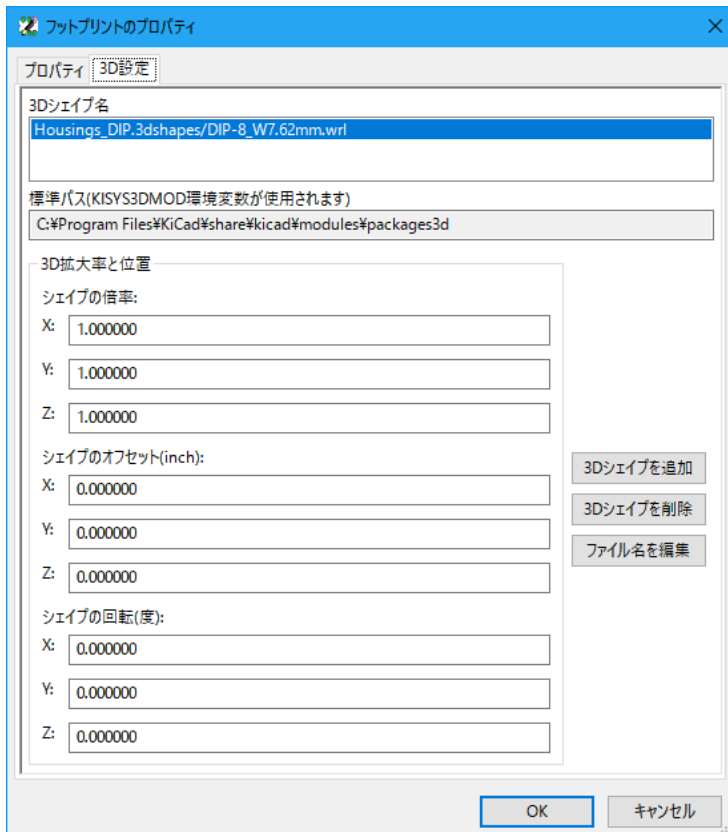 フットプリントのプロパティ
プロパティ 3D設定
3Dシェイプ名
Housings_DIP.3dshapes/DIP-8_W7.62mm.wrl
標準パス(KISYS3DMOD環境変数が使用されます)
C:¥Program Files¥KiCad¥share¥kicad¥modules¥packages3d
3D拡大率と位置
シェイプの倍率:
X: 1.000000
Y: 1.000000
Z: 1.000000
シェイプのオフセット(inch):
X: 0.000000
Y: 0.000000
Z: 0.000000
シェイプの回転(度):
X: 0.000000
Y: 0.000000
Z: 0.000000
3Dシェイプを追加
3Dシェイプを削除
ファイル名を編集
OK キャンセル